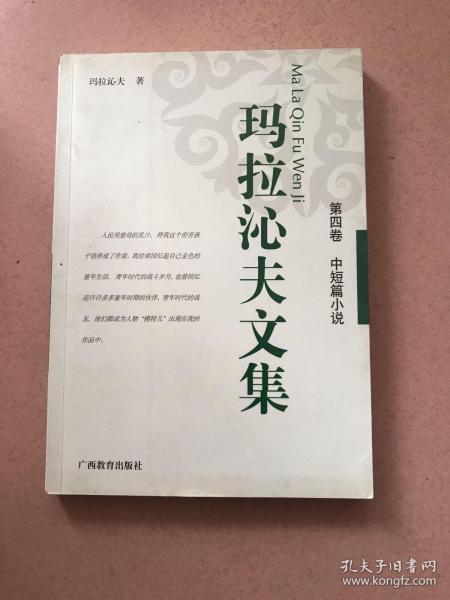 玛拉沁夫 著
Ma La Qin Fu Wen Ji
玛拉沁夫文集
第四卷 中短篇小说
人民用慈母的乳汁，将我这个穷苦孩
子培养成了作家。我经常回忆起自己金色的
童年生活、青年时代的战斗岁月，也曾回忆
起许许多多童年时期的伙伴，青年时代的战
友，他们都成为人物“模特儿”出现在我的
作品中。
广西教育出版社
孔夫子旧书网
www.kongfz.com